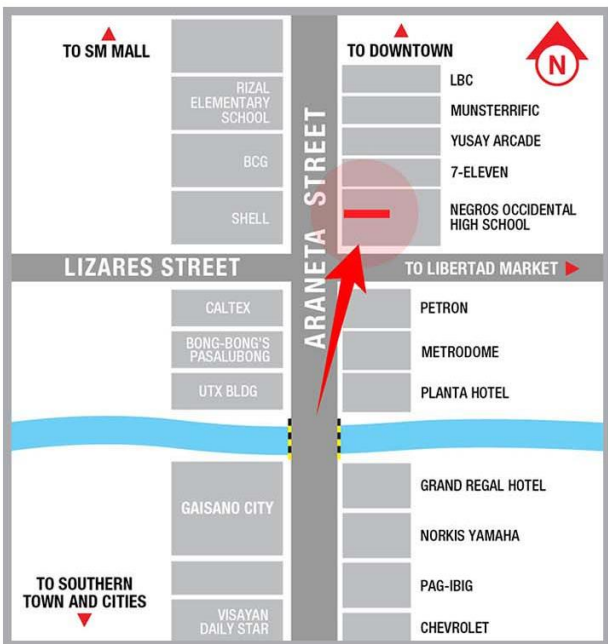 TO SM MALL
TO DOWNTOWN
N
RIZAL
ELEMENTARY
SCHOOL
BCG
SHELL
LBC
MUNSTERRIFIC
YUSAY ARCADE
7-ELEVEN
NEGROS OCCIDENTAL
HIGH SCHOOL
ARANETA STREET
LIZARES STREET
TO LIBERTAD MARKET
CALTEX
BONG-BONG'S
PASALUBONG
UTX BLDG
PETRON
METRODOME
PLANTA HOTEL
GAISANO CITY
GRAND REGAL HOTEL
NORKIS YAMAHA
PAG-IBIG
CHEVROLET
TO SOUTHERN
TOWN AND CITIES
VISAYAN
DAILY STAR